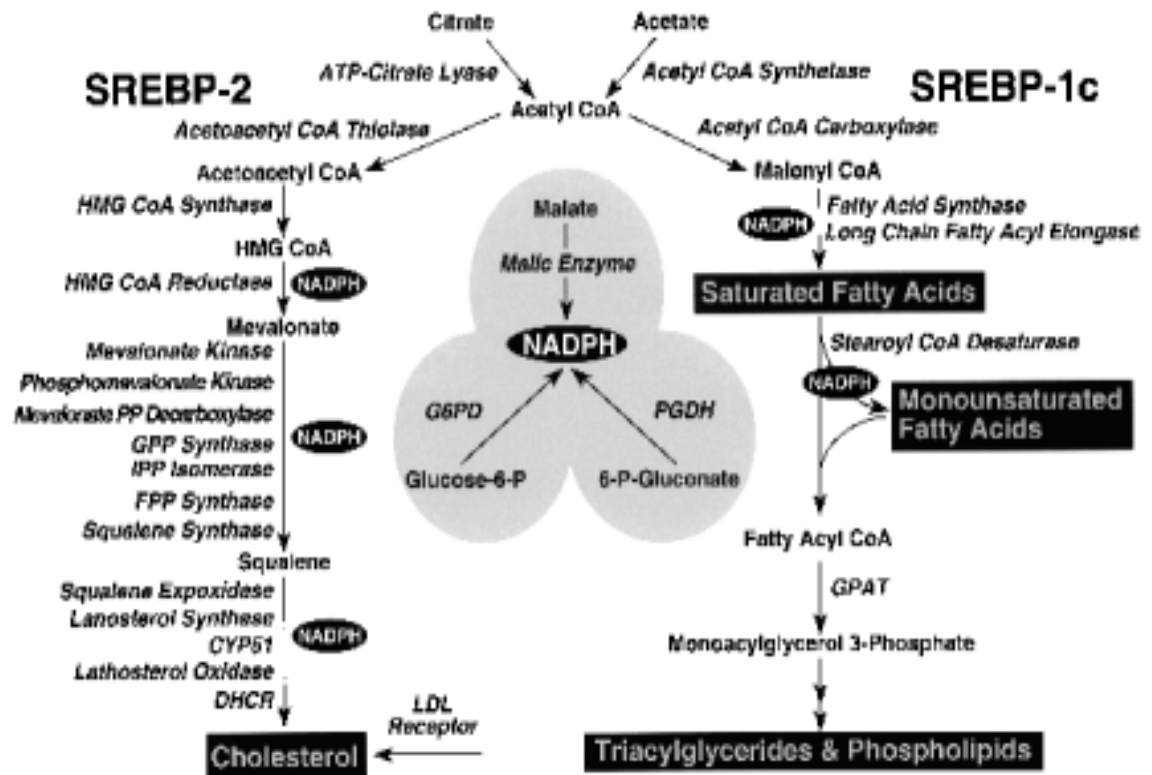 Citrate
Acetate
ATP-Citrate Lyase
Acetyl CoA Synthetase
SREBP-2
SREBP-1c
Acetyl CoA
Acetoacetyl CoA Thiolase
Acetyl CoA Carboxylase
Acetoacetyl CoA
Malonyl CoA
HMG CoA Synthase
NADPH
Fatty Acid Synthase
Long Chain Fatty Acyl Elongase
HMG CoA
HMG CoA Reductase
NADPH
Saturated Fatty Acids
Mevalonate
Mevalonate Kinase
Phosphomevalonate Kinase
Mevalonate PP Decarboxylase
GPP Synthase
NADPH
IPP Isomerase
FPP Synthase
Squalene Synthase
Squalene
Squalene Expoxidase
Lanosterol Synthase
CYP51
NADPH
Lathosterol Oxidase
DHCR
Cholesterol
LDL
Receptor
Malate
Malic Enzyme
NADPH
G6PD
PGDH
Glucose-6-P
6-P-Gluconate
Stearoyl CoA Desaturase
NADPH
Monounsaturated
Fatty Acids
Fatty Acyl CoA
GPAT
Monoacylglycerol 3-Phosphate
Triacylglycerides & Phospholipids